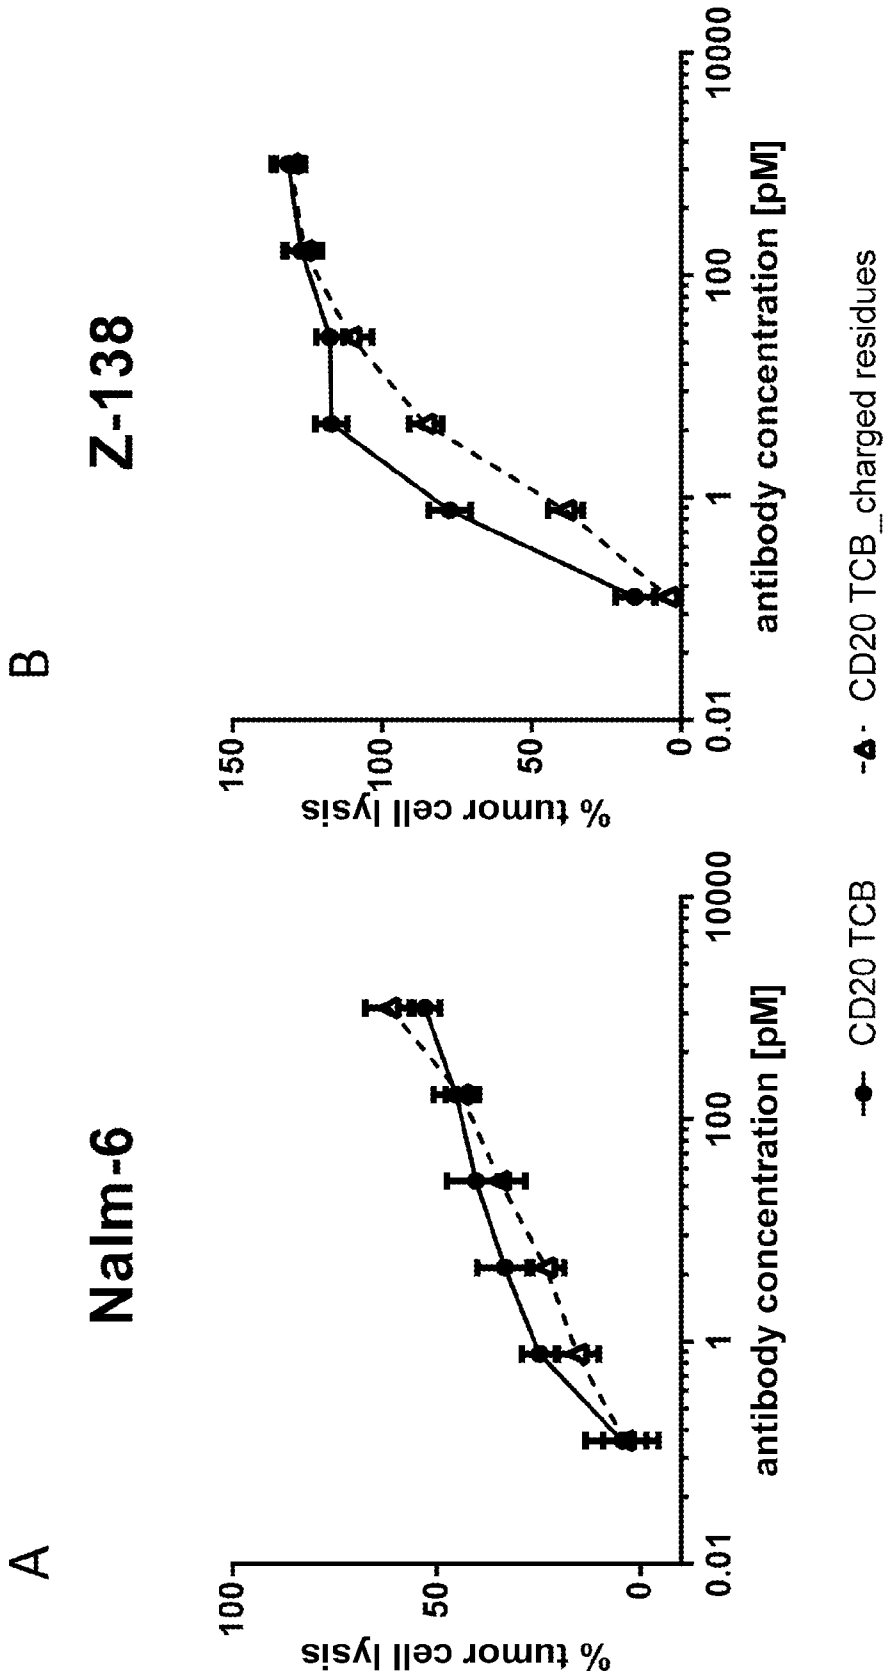 A
Nalm-6
% tumor cell lysis
100
50
0
0.01
1
100
10000
antibody concentration [pM]
B
Z-138
% tumor cell lysis
150
100
50
0
0.01
1
100
10000
antibody concentration [pM]
CD20 TCB
CD20 TCB_charged residues